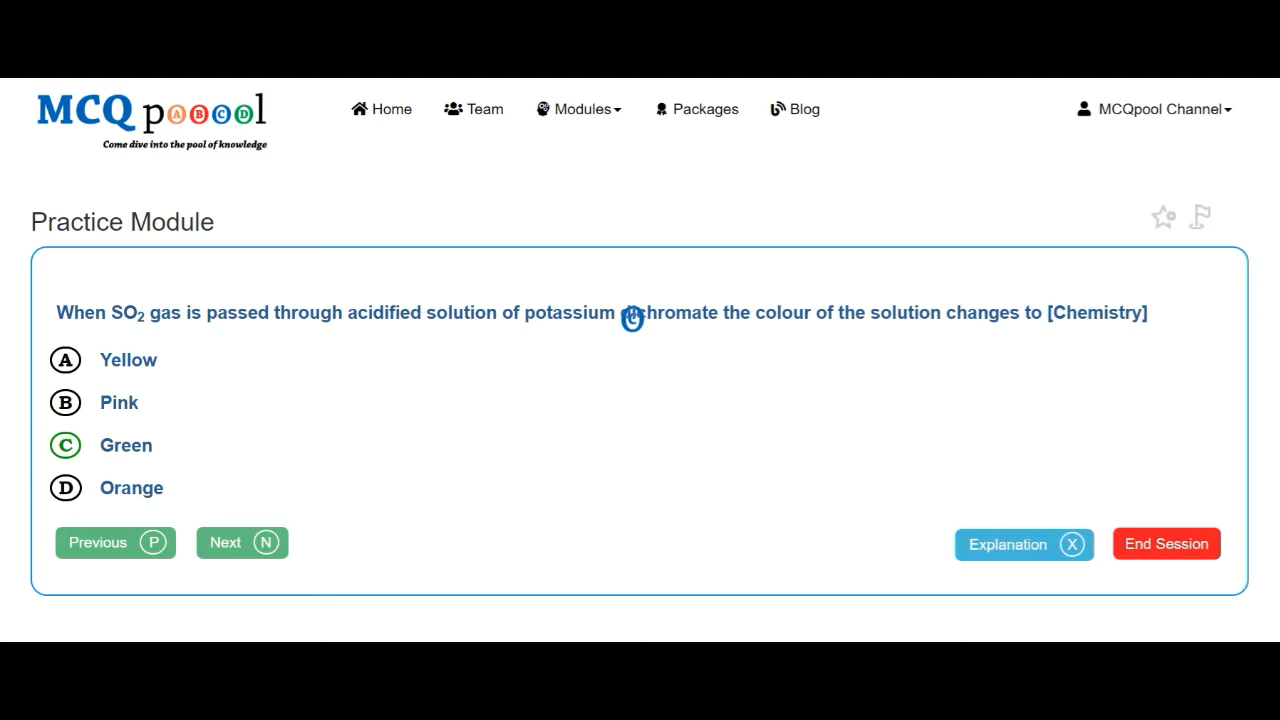 MCQ pABCDl
Come dive into the pool of knowledge
Home Team Modules Packages Blog MCQpool Channel
Practice Module
When SO₂ gas is passed through acidified solution of potassium dichromate the colour of the solution changes to [Chemistry]
A Yellow
B Pink
C Green
D Orange
Previous P Next N Explanation X End Session